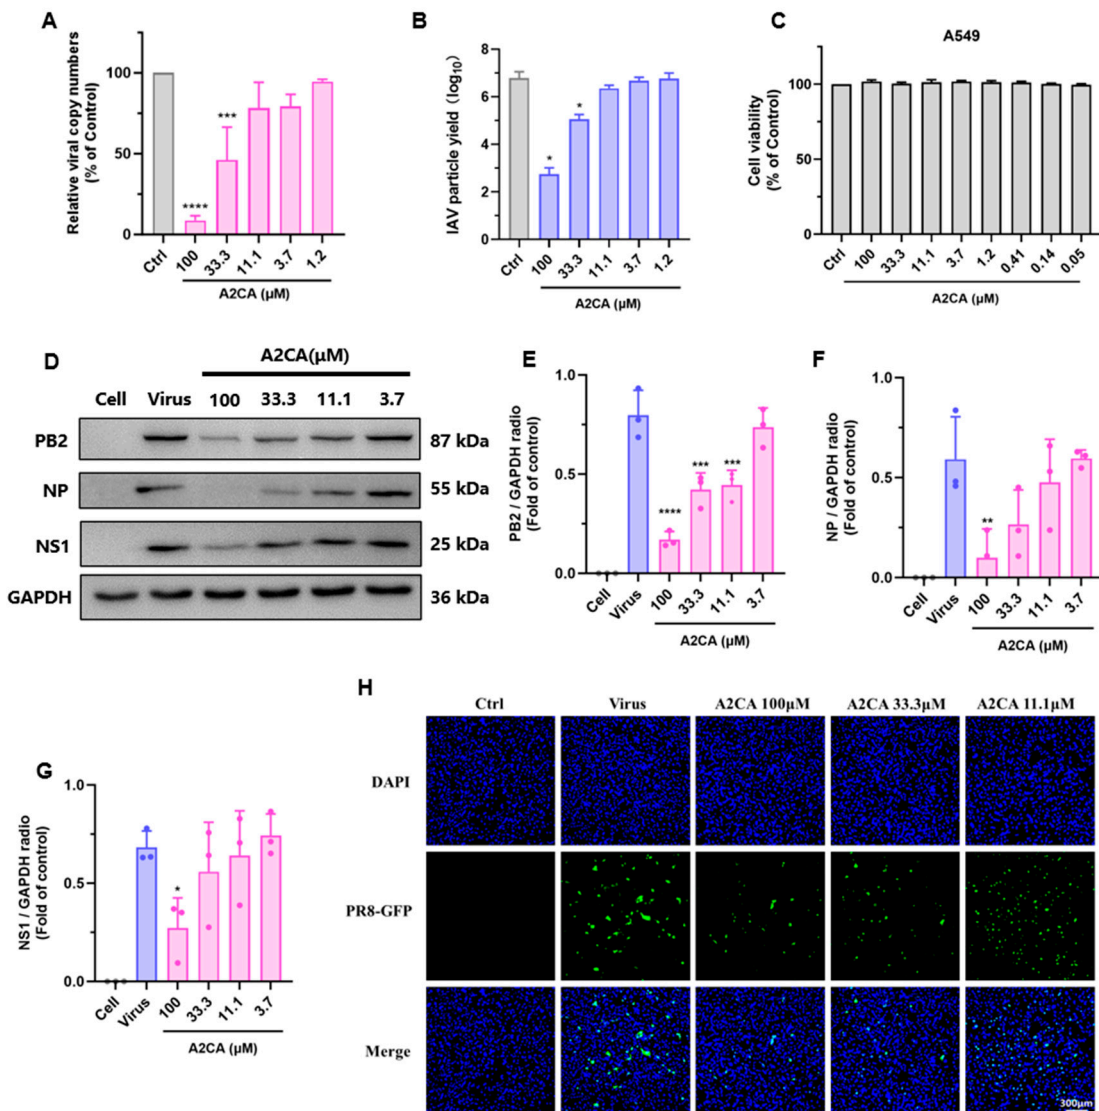 A
Relative viral copy numbers
(% of Control)
100
50
0
****
***
Ctrl
100
33.3
11.1
3.7
1.2
A2CA (μM)
B
IAV particle yield (log10)
8
6
4
2
0
*
*
Ctrl
100
33.3
11.1
3.7
1.2
A2CA (μM)
C
A549
Cell viability
(% of Control)
100
50
0
Ctrl
100
33.3
11.1
3.7
1.2
0.41
0.14
0.05
A2CA (μM)
D
A2CA(μM)
Cell Virus 100 33.3 11.1 3.7
PB2 87 kDa
NP 55 kDa
NS1 25 kDa
GAPDH 36 kDa
E
PB2 / GAPDH radio
(Fold of control)
1.0
0.5
0.0
****
***
***
Cell
Virus
100
33.3
11.1
3.7
A2CA (μM)
F
NP / GAPDH radio
(Fold of control)
1.0
0.5
0.0
**
Cell
Virus
100
33.3
11.1
3.7
A2CA (μM)
G
NS1 / GAPDH radio
(Fold of control)
1.0
0.5
0.0
*
Cell
Virus
100
33.3
11.1
3.7
A2CA (μM)
H
Ctrl Virus A2CA 100μM A2CA 33.3μM A2CA 11.1μM
DAPI
PR8-GFP
Merge
300μm